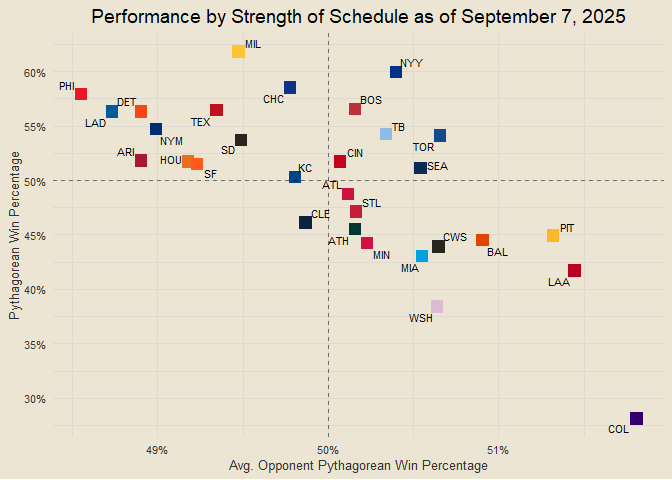 Performance by Strength of Schedule as of September 7, 2025
MIL
NYY
60%
PHI
CHC
DET
BOS
LAD
TEX
55%
TB
NYM
SD
TOR
ARI
HOU
SF
CIN
KC
SEA
50%
ATL
STL
CLE
ATH
MIN
CWS
PIT
45%
BAL
MIA
LAA
40%
WSH
35%
30%
COL
Pythagorean Win Percentage
49%
50%
51%
Avg. Opponent Pythagorean Win Percentage